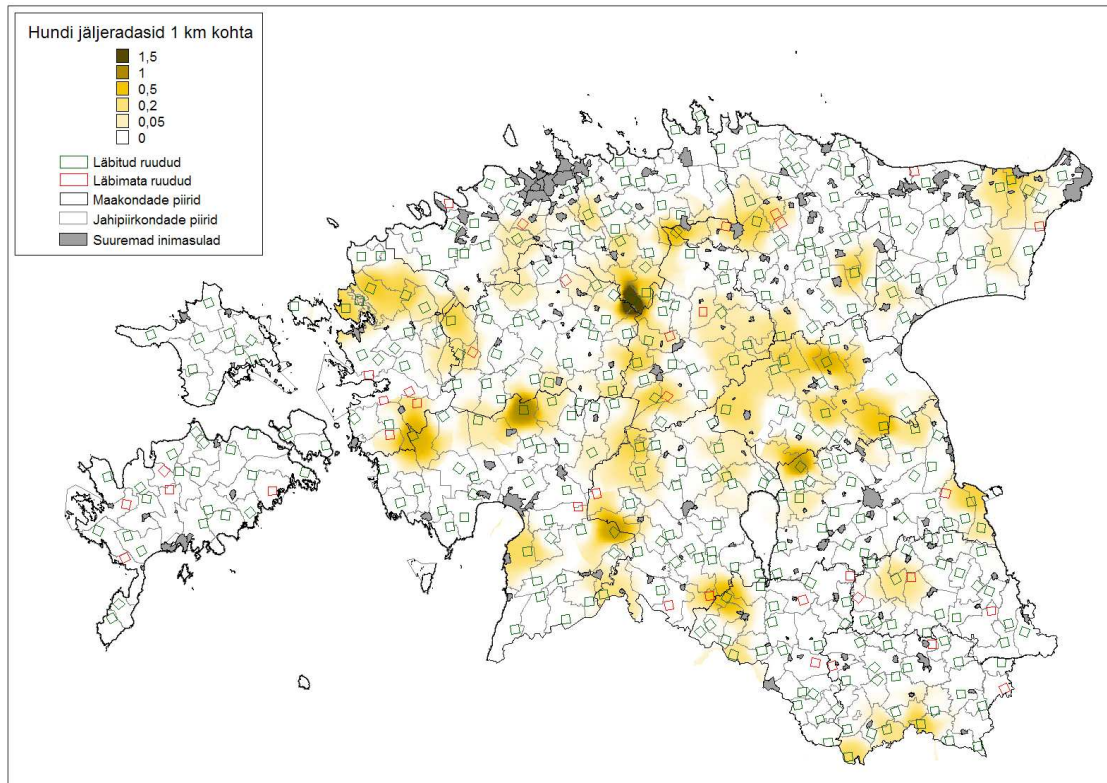 Hundi jäljeradasid 1 km kohta
1,5
1
0,5
0,2
0,05
0
Läbitud ruudud
Läbimata ruudud
Maakondade piirid
Jahipiirkondade piirid
Suuremad inimasulad